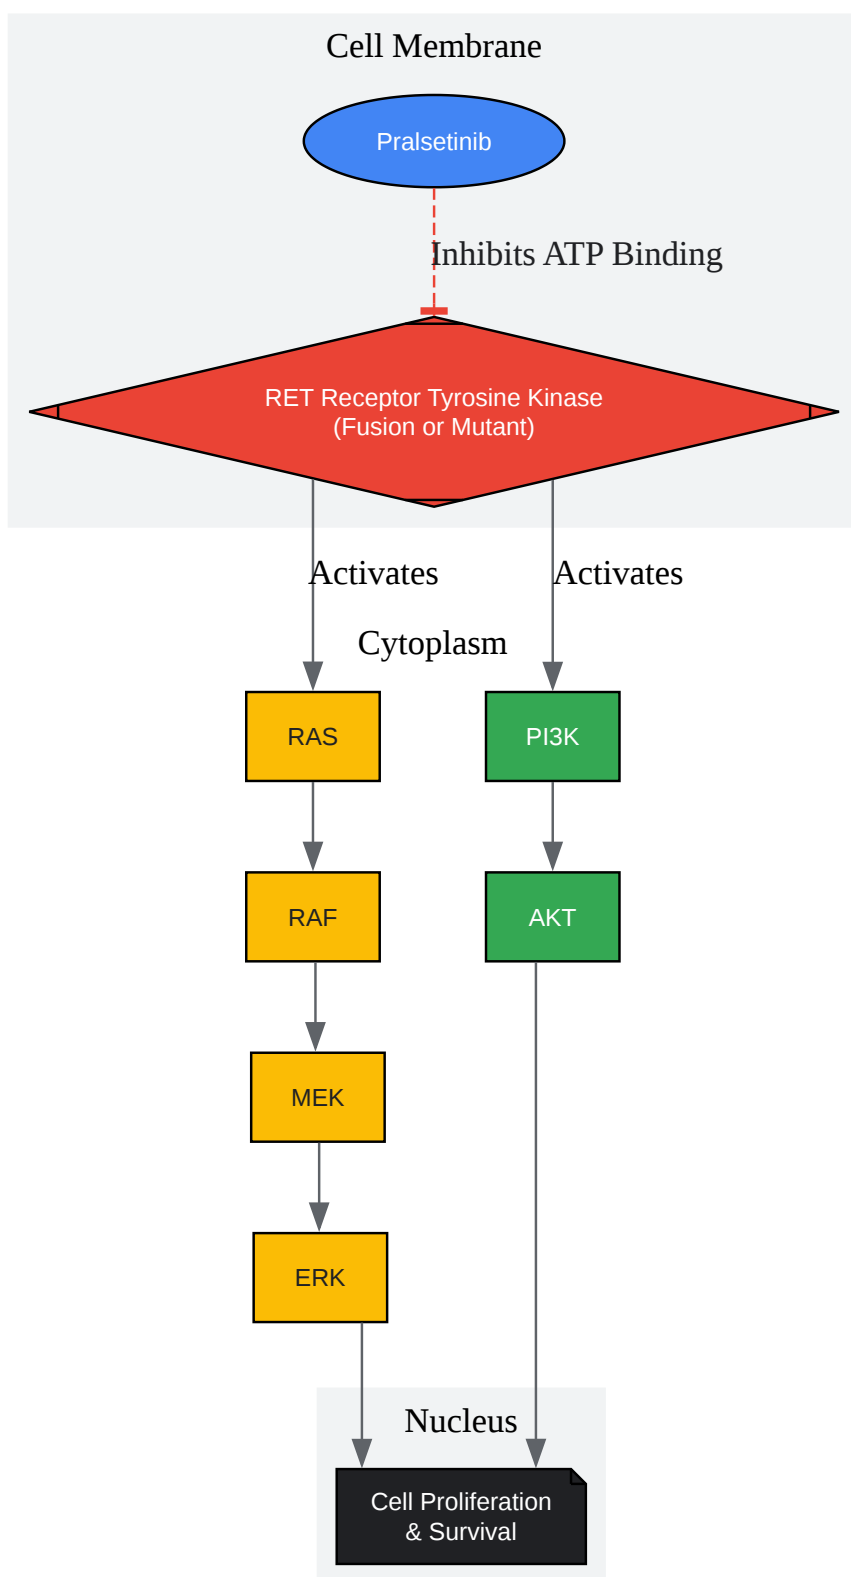 Cell Membrane
Pralsetinib
Inhibits ATP Binding
RET Receptor Tyrosine Kinase
(Fusion or Mutant)
Activates
Activates
Cytoplasm
RAS
PI3K
RAF
AKT
MEK
ERK
Nucleus
Cell Proliferation
& Survival